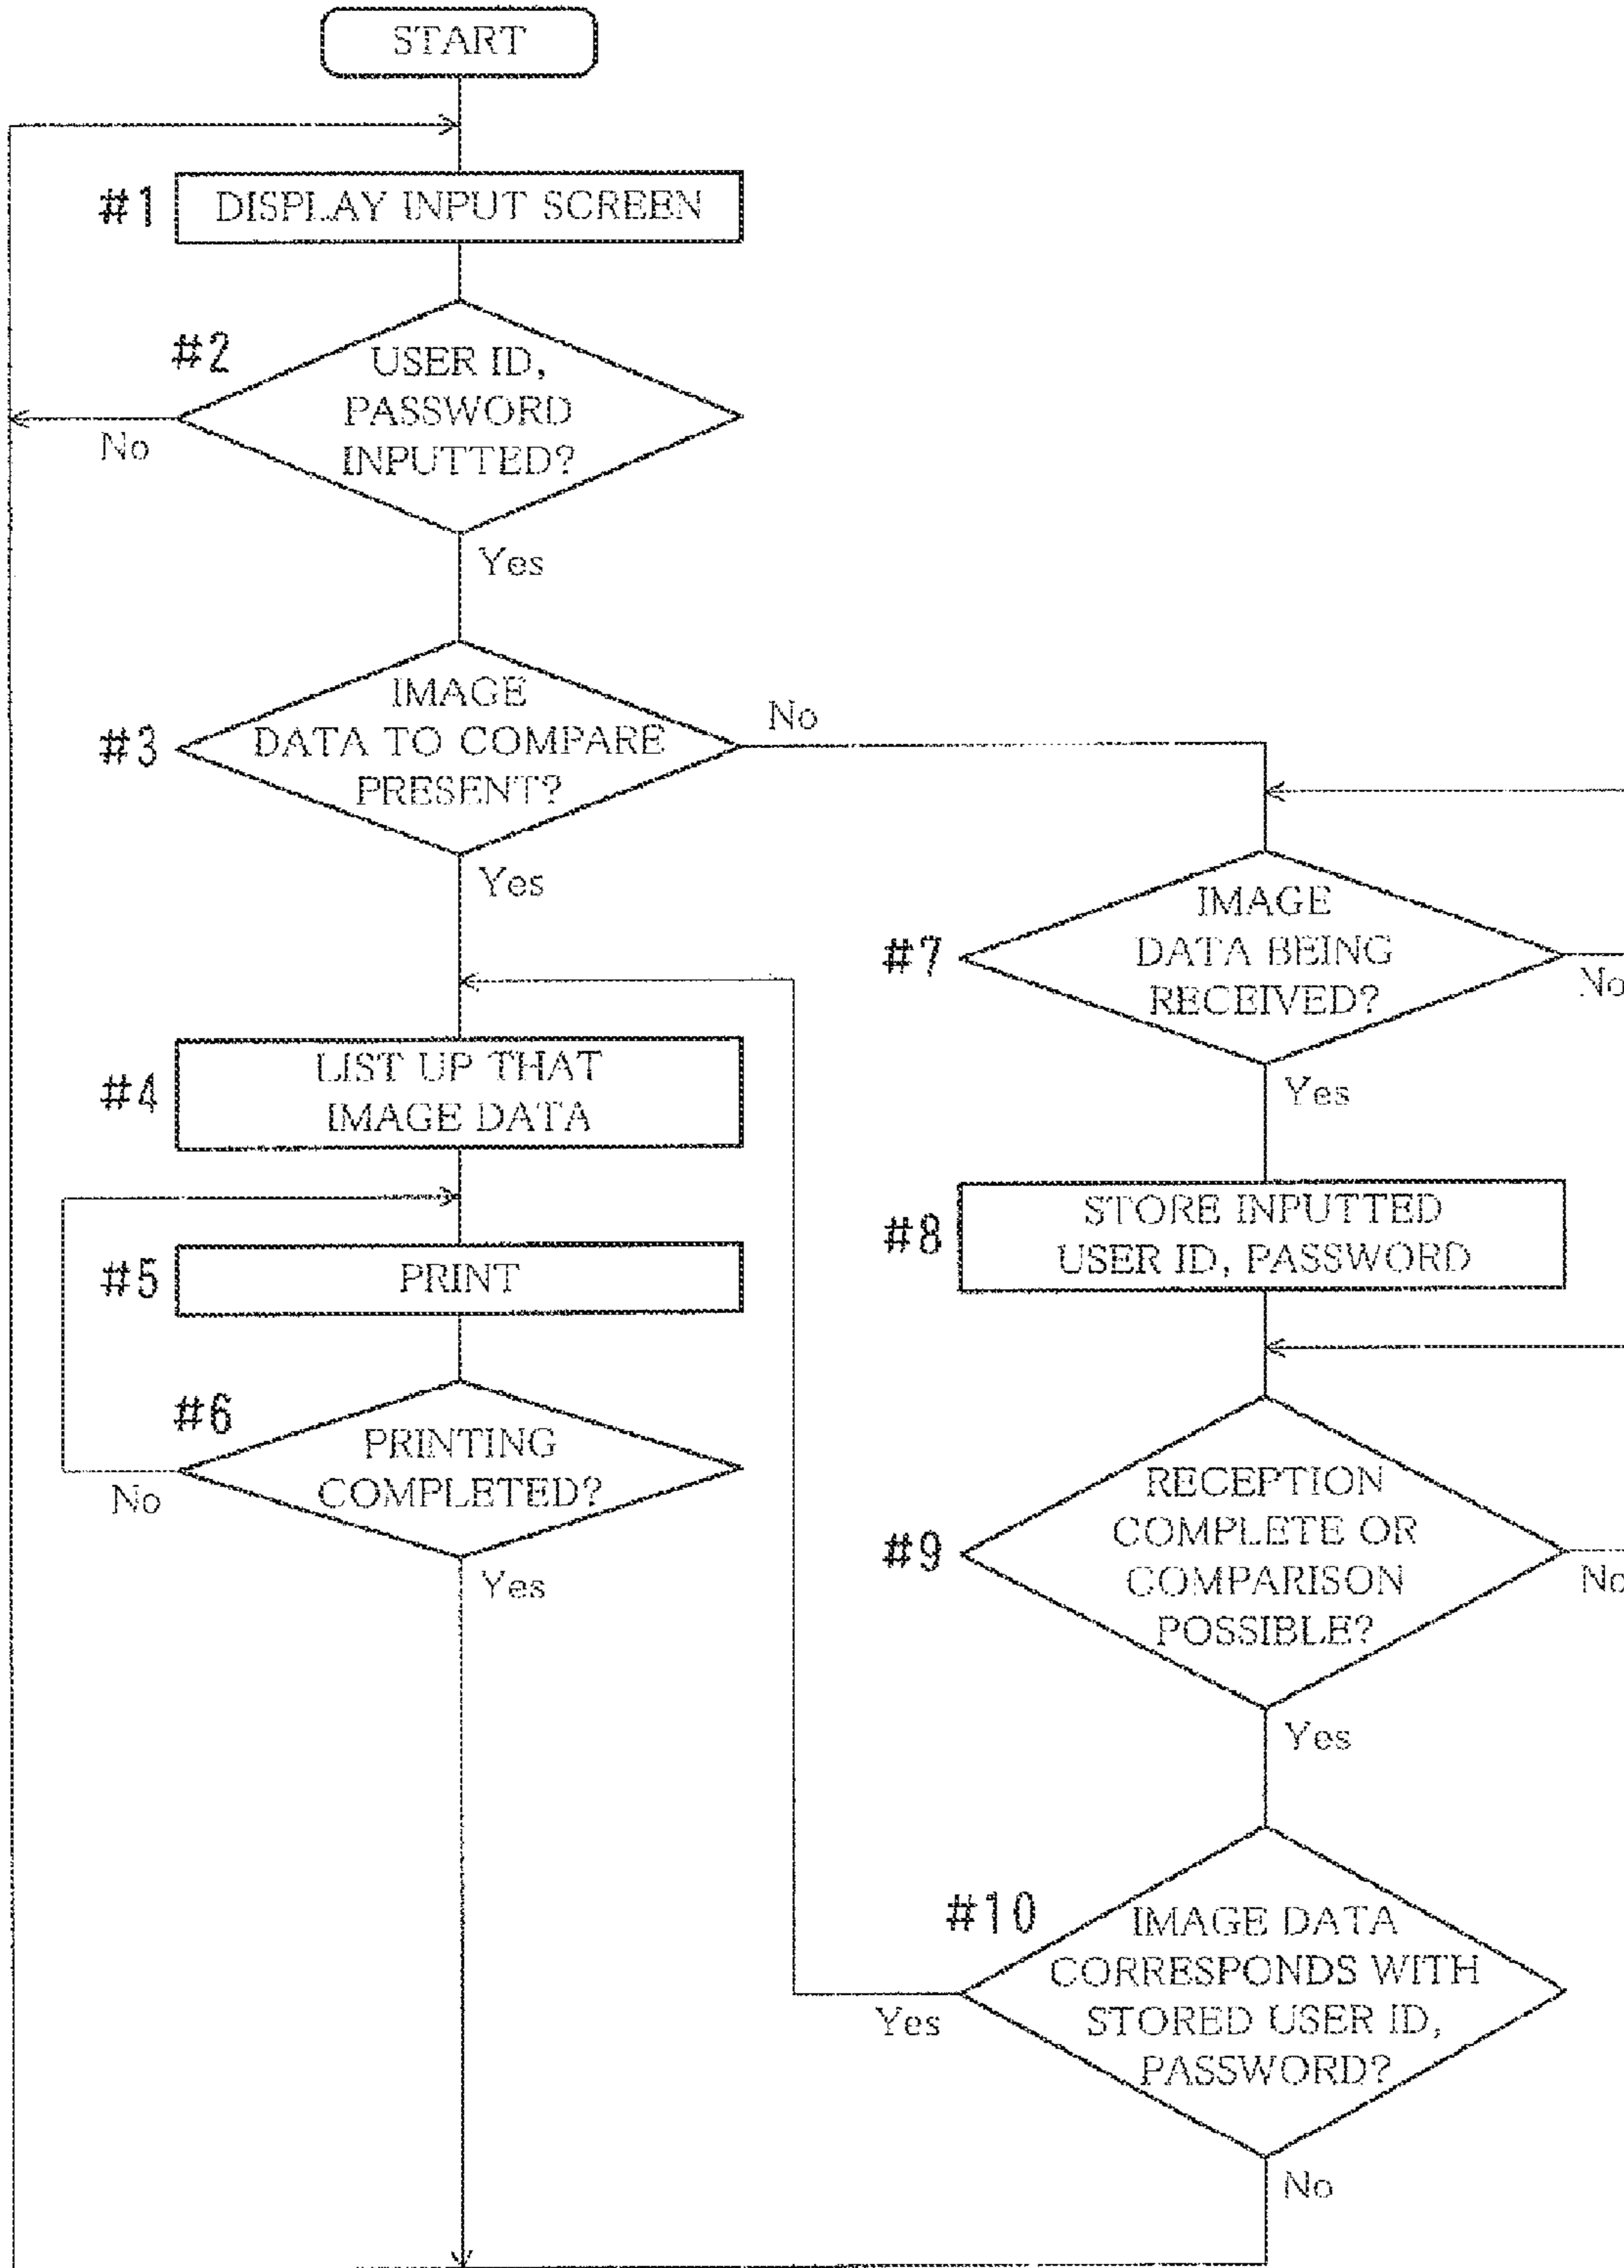 START
#1
DISPLAY INPUT SCREEN
#2
USER ID,
PASSWORD
INPUTTED?
No
Yes
#3
IMAGE
DATA TO COMPARE
PRESENT?
No
Yes
#4
LIST UP THAT
IMAGE DATA
#5
PRINT
#6
PRINTING
COMPLETED?
No
Yes
#7
IMAGE
DATA BEING
RECEIVED?
No
Yes
#8
STORE INPUTTED
USER ID, PASSWORD
#9
RECEPTION
COMPLETE OR
COMPARISON
POSSIBLE?
No
Yes
#10
IMAGE DATA
CORRESPONDS WITH
STORED USER ID,
PASSWORD?
Yes
No